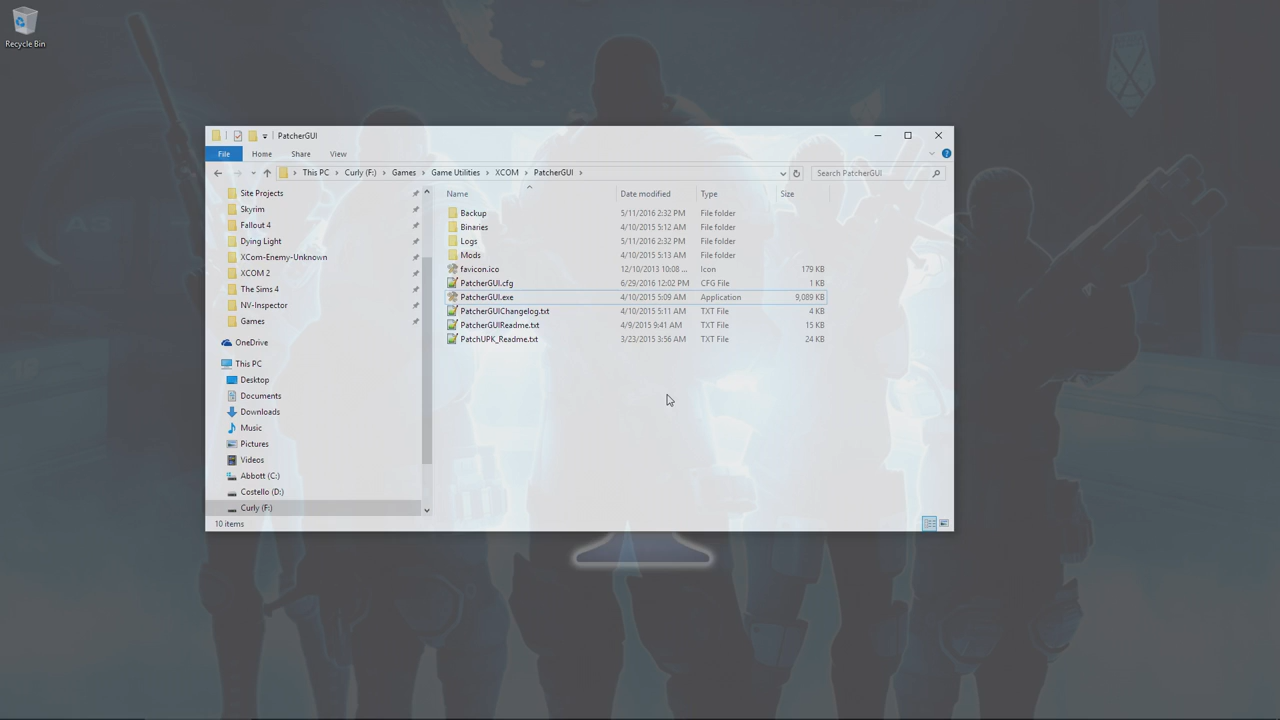 Recycle Bin
PatcherGUI
File Home Share View
This PC Curly (F:) Games Game Utilities XCOM PatcherGUI Search PatcherGUI
Name Date modified Type Size
Site Projects
Skyrim
Fallout 4
Dying Light
XCom-Enemy-Unknown
XCOM 2
The Sims 4
NV-Inspector
Games
OneDrive
This PC
Desktop
Documents
Downloads
Music
Pictures
Videos
Abbott (C:)
Costello (D:)
Curly (F:)
Backup 5/11/2016 2:32 PM File folder
Binaries 4/10/2015 5:12 AM File folder
Logs 5/11/2016 2:32 PM File folder
Mods 4/10/2015 5:13 AM File folder
favicon.ico 12/10/2013 10:08 ... Icon 179 KB
PatcherGUI.cfg 6/29/2016 12:02 PM CFG File 1 KB
PatcherGUI.exe 4/10/2015 5:09 AM Application 9,089 KB
PatcherGUIChangelog.txt 4/10/2015 5:11 AM TXT File 4 KB
PatcherGUIReadme.txt 4/9/2015 9:41 AM TXT File 15 KB
PatchUPK_Readme.txt 3/23/2015 3:56 AM TXT File 24 KB
10 items